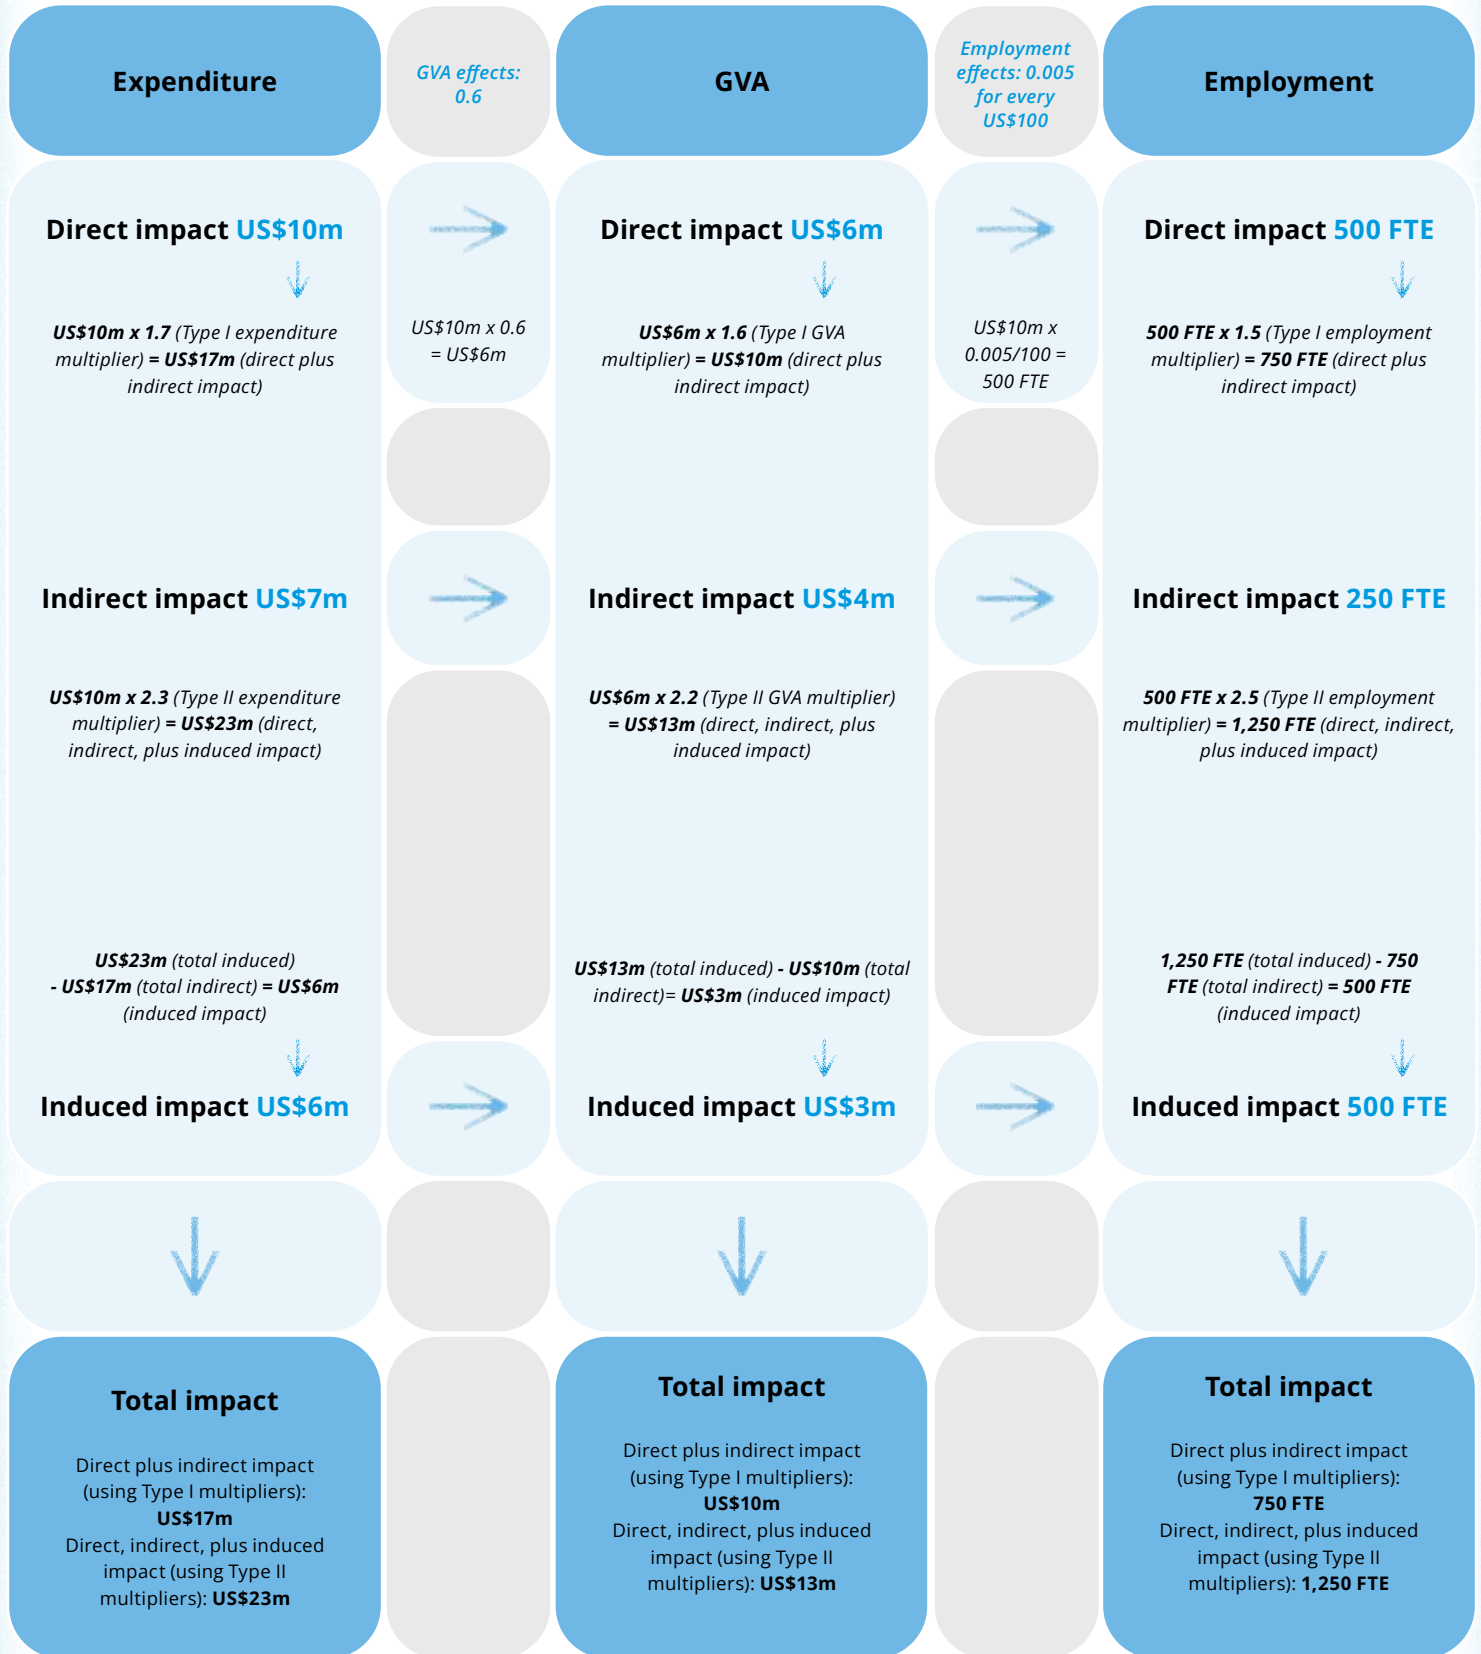 Expenditure
GVA effects:
0.6
GVA
Employment
effects: 0.005
for every
US$100
Employment
Direct impact US$10m
US$10m x 1.7 (Type I expenditure
multiplier) = US$17m (direct plus
indirect impact)
US$10m x 0.6
= US$6m
Direct impact US$6m
US$6m x 1.6 (Type I GVA
multiplier) = US$10m (direct plus
indirect impact)
US$10m x
0.005/100 =
500 FTE
Direct impact 500 FTE
500 FTE x 1.5 (Type I employment
multiplier) = 750 FTE (direct plus
indirect impact)
Indirect impact US$7m
Indirect impact US$4m
Indirect impact 250 FTE
US$10m x 2.3 (Type II expenditure
multiplier) = US$23m (direct,
indirect, plus induced impact)
US$6m x 2.2 (Type II GVA multiplier)
= US$13m (direct, indirect, plus
induced impact)
500 FTE x 2.5 (Type II employment
multiplier) = 1,250 FTE (direct, indirect,
plus induced impact)
US$23m (total induced)
- US$17m (total indirect) = US$6m
(induced impact)
US$13m (total induced) - US$10m (total
indirect)= US$3m (induced impact)
1,250 FTE (total induced) - 750
FTE (total indirect) = 500 FTE
(induced impact)
Induced impact US$6m
Induced impact US$3m
Induced impact 500 FTE
Total impact
Direct plus indirect impact
(using Type I multipliers):
US$17m
Direct, indirect, plus induced
impact (using Type II
multipliers): US$23m
Total impact
Direct plus indirect impact
(using Type I multipliers):
US$10m
Direct, indirect, plus induced
impact (using Type II
multipliers): US$13m
Total impact
Direct plus indirect impact
(using Type I multipliers):
750 FTE
Direct, indirect, plus induced
impact (using Type II
multipliers): 1,250 FTE